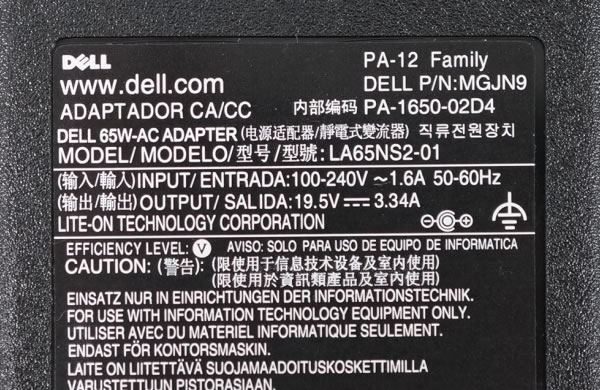 DELL
PA-12 Family
www.dell.com
DELL P/N:MGJN9
ADAPTADOR CA/CC
内部编码 PA-1650-02D4
DELL 65W-AC ADAPTER (电源适配器/靜電式變流器) 직류전원장치
MODEL/ MODELO/型号/型號: LA65NS2-01
(输入/輸入)INPUT/ ENTRADA:100-240V ~1.6A 50-60Hz
(输出/輸出)OUTPUT/ SALIDA:19.5V⎓3.34A
LITE-ON TECHNOLOGY CORPORATION
EFFICIENCY LEVEL: V AVISO: SOLO PARA USO DE EQUIPO DE INFORMATICA
CAUTION: (警告): (限使用于信息技术设备及室内使用)
(限使用於資訊類產品及室内使用)
EINSATZ NUR IN EINRICHTUNGEN DER INFORMATIONSTECHNIK.
FOR USE WITH INFORMATION TECHNOLOGY EQUIPMENT ONLY.
UTILISER AVEC DU MATERIEL INFORMATIQUE SEULEMENT.
ENDAST FÖR KONTORSMASKIN.
LAITE ON LIITETTÄVÄ SUOJAMAADOITUSKOSKETTIMILLA
VARUSTETTUUN PISTORASIAAN.